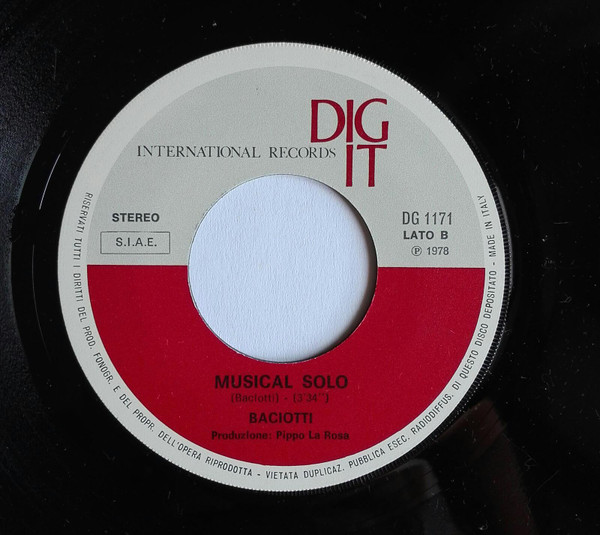 DIG
IT
INTERNATIONAL RECORDS
STEREO
S.I.A.E.
DG 1171
LATO B
Ⓟ 1978
MUSICAL SOLO
(Baciotti) - (3'34'')
BACIOTTI
Produzione: Pippo La Rosa
RISERVATI TUTTI I DIRITTI DEL PROD. FONOGR. E DEL PROPR. DELL'OPERA RIPRODOTTA - VIETATA DUPLICAZ. PUBBLICA ESEC. RADIODIFFUS. DI QUESTO DISCO DEPOSITATO - MADE IN ITALY